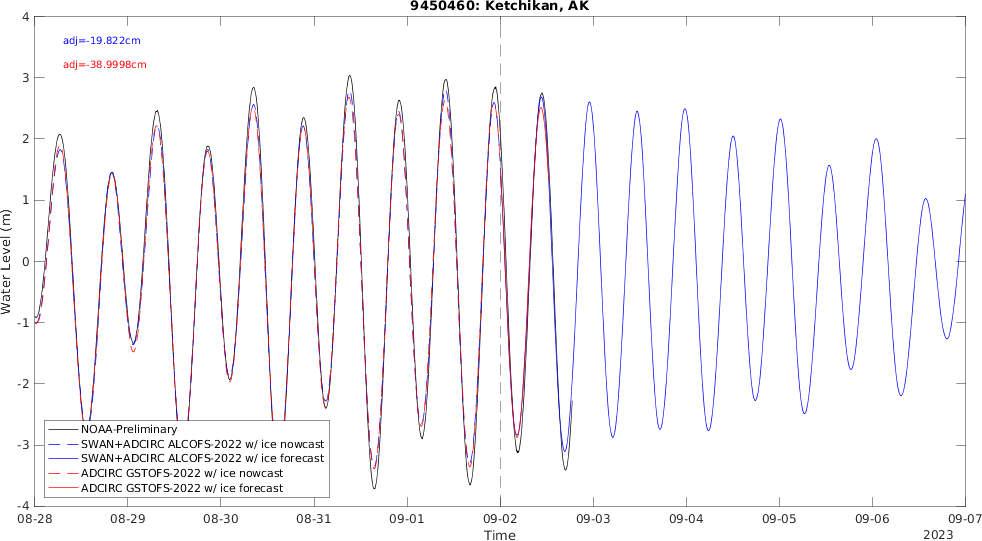 9450460: Ketchikan, AK
adj=-19.822cm
adj=-38.9998cm
Water Level (m)
4
3
2
1
0
-1
-2
-3
-4
NOAA-Preliminary
SWAN+ADCIRC ALCOFS-2022 w/ ice nowcast
SWAN+ADCIRC ALCOFS-2022 w/ ice forecast
ADCIRC GSTOFS-2022 w/ ice nowcast
ADCIRC GSTOFS-2022 w/ ice forecast
08-28 08-29 08-30 08-31 09-01 09-02 09-03 09-04 09-05 09-06 09-07
Time
2023